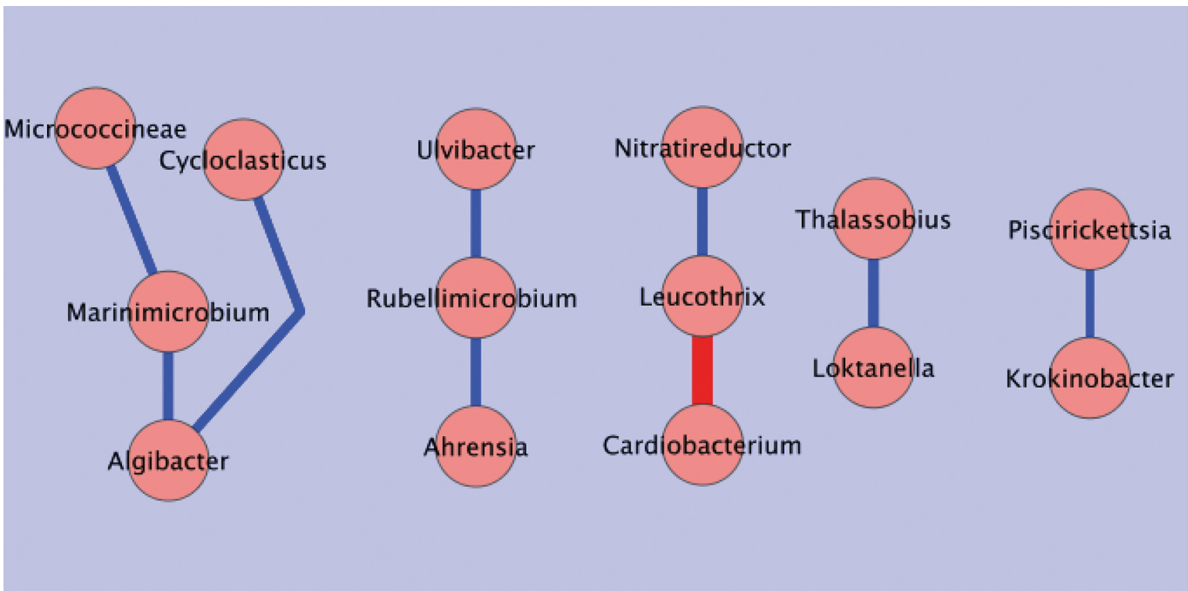 Micrococcineae
Cycloclasticus
Marinimicrobium
Algibacter
Ulvibacter
Rubellimicrobium
Ahrensia
Nitratireductor
Leucothrix
Cardiobacterium
Thalassobius
Loktanella
Piscirickettsia
Krokinobacter